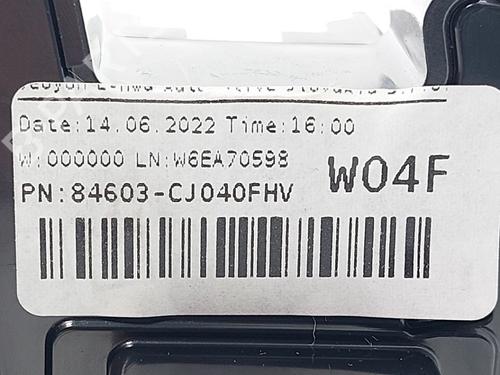 Date:14.06.2022 Time:16:00
W:000000 LN:W6EA70598
PN:84603-CJ040FHV
W04F